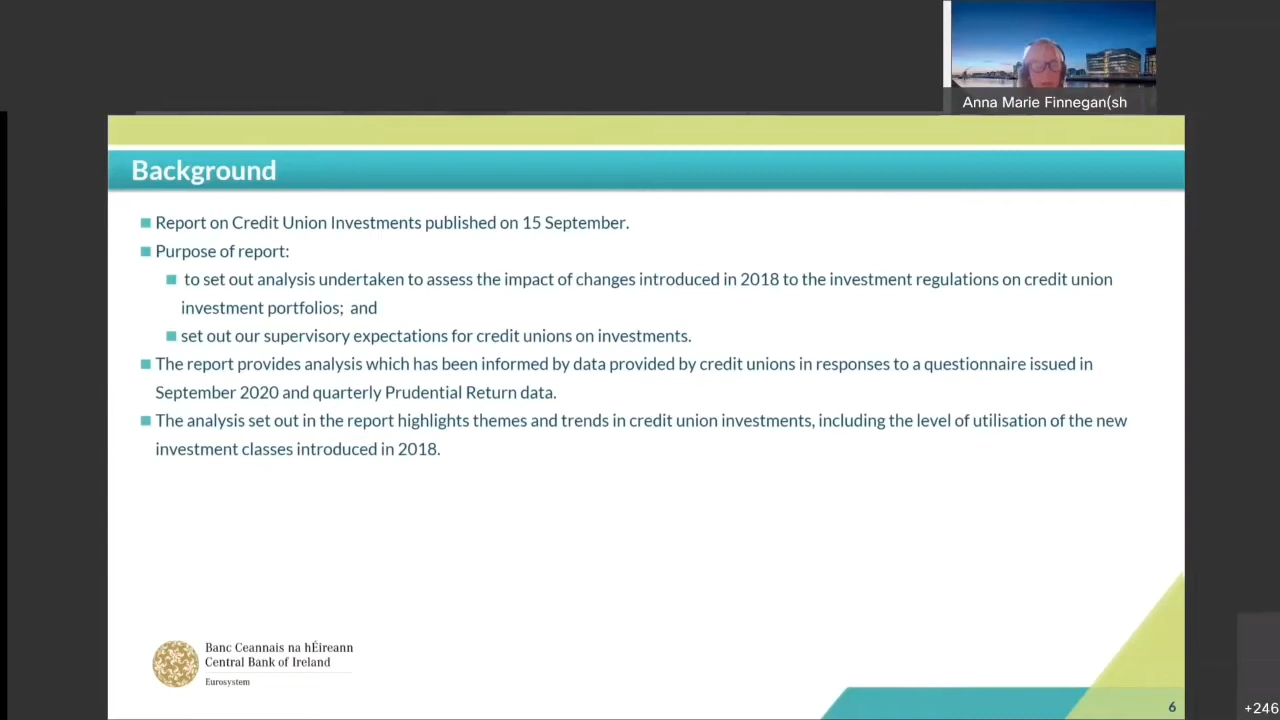 Anna Marie Finnegan(sh
Background
Report on Credit Union Investments published on 15 September.
Purpose of report:
to set out analysis undertaken to assess the impact of changes introduced in 2018 to the investment regulations on credit union
investment portfolios; and
set out our supervisory expectations for credit unions on investments.
The report provides analysis which has been informed by data provided by credit unions in responses to a questionnaire issued in
September 2020 and quarterly Prudential Return data.
The analysis set out in the report highlights themes and trends in credit union investments, including the level of utilisation of the new
investment classes introduced in 2018.
Banc Ceannais na hÉireann
Central Bank of Ireland
Eurosystem
6
+246